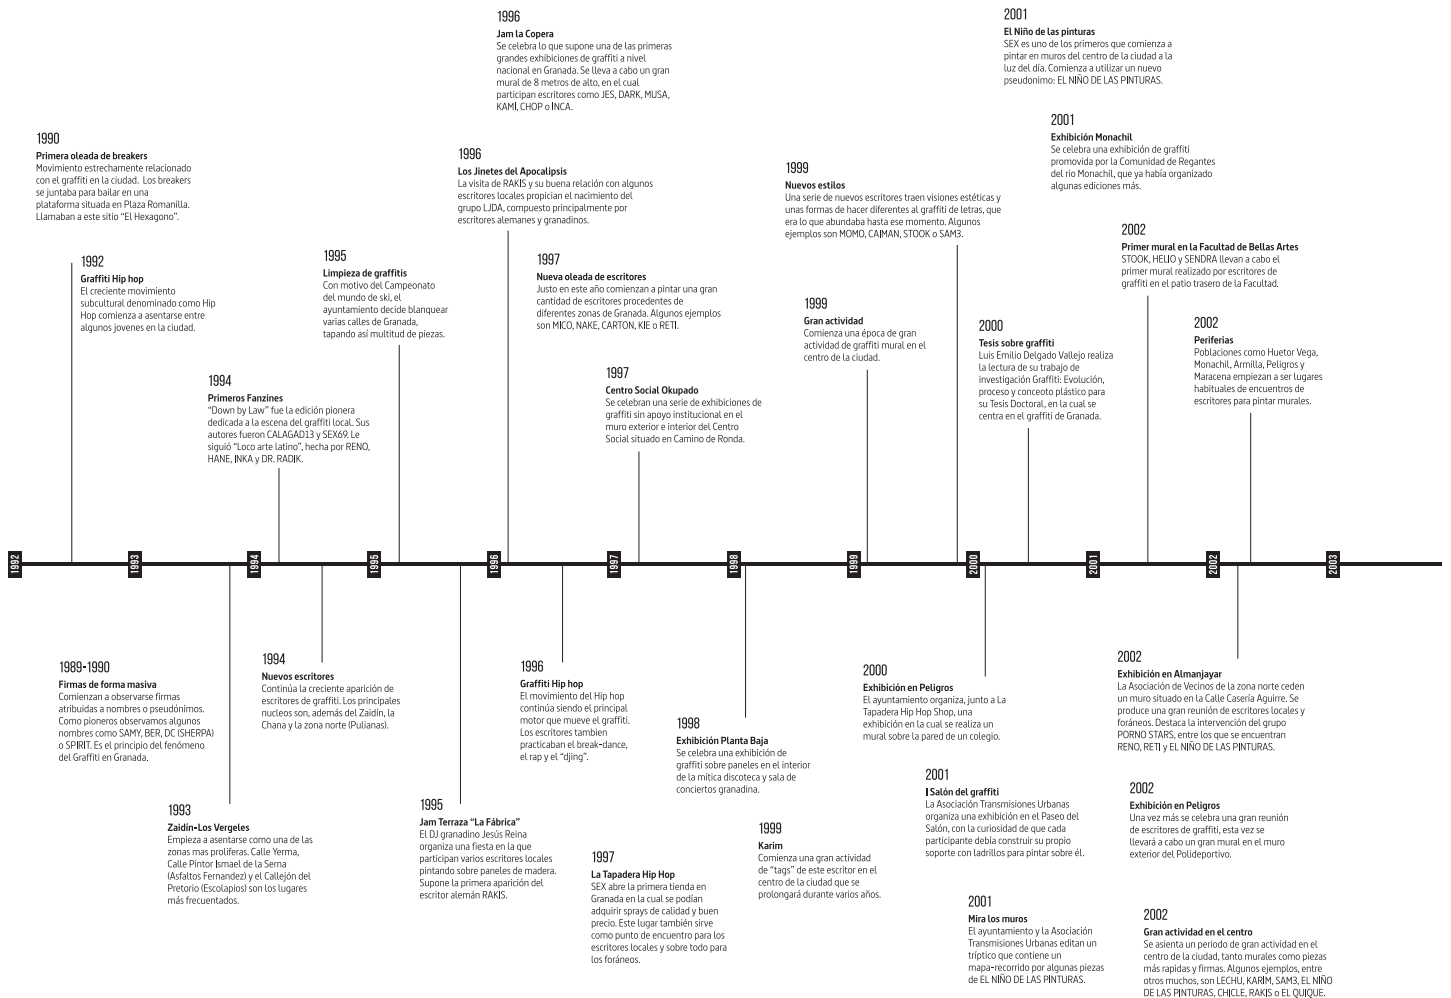 1996
Jam la Copera
Se celebra lo que supone una de las primeras
grandes exhibiciones de graffiti a nivel
nacional en Granada. Se lleva a cabo un gran
mural de 8 metros de alto, en el cual
participan escritores como JES, DARK, MUSA,
KAMI, CHOP o INCA.
2001
El Niño de las pinturas
SEX es uno de los primeros que comienza a
pintar en muros del centro de la ciudad a la
luz del día. Comienza a utilizar un nuevo
pseudonimo: EL NIÑO DE LAS PINTURAS.
1990
Primera oleada de breakers
Movimiento estrechamente relacionado
con el graffiti en la ciudad. Los breakers
se juntaba para bailar en una
plataforma situada en Plaza Romanilla.
Llamaban a este sitio “El Hexagono”.
1996
Los Jinetes del Apocalipsis
La visita de RAKIS y su buena relación con algunos
escritores locales propician el nacimiento del
grupo LJDA, compuesto principalmente por
escritores alemanes y granadinos.
1999
Nuevos estilos
Una serie de nuevos escritores traen visiones estéticas y
unas formas de hacer diferentes al graffiti de letras, que
era lo que abundaba hasta ese momento. Algunos
ejemplos son MOMO, CAIMAN, STOOK o SAM3.
2001
Exhibición Monachil
Se celebra una exhibición de graffiti
promovida por la Comunidad de Regantes
del rio Monachil, que ya había organizado
algunas ediciones más.
1992
Graffiti Hip hop
El creciente movimiento
subcultural denominado como Hip
Hop comienza a asentarse entre
algunos jovenes en la ciudad.
1995
Limpieza de graffitis
Con motivo del Campeonato
del mundo de ski, el
ayuntamiento decide blanquear
varias calles de Granada,
tapando así multitud de piezas.
1997
Nueva oleada de escritores
Justo en este año comienzan a pintar una gran
cantidad de escritores procedentes de
diferentes zonas de Granada. Algunos ejemplos
son MICO, NAKE, CARTON, KIE o RETI.
1999
Gran actividad
Comienza una época de gran
actividad de graffiti mural en el
centro de la ciudad.
2002
Primer mural en la Facultad de Bellas Artes
STOOK, HELIO y SENDRA llevan a cabo el
primer mural realizado por escritores de
graffiti en el patio trasero de la Facultad.
2000
Tesis sobre graffiti
Luis Emilio Delgado Vallejo realiza
la lectura de su trabajo de
investigación Graffiti: Evolución,
proceso y conceoto plástico para
su Tesis Doctoral, en la cual se
centra en el graffiti de Granada.
2002
Periferias
Poblaciones como Huetor Vega,
Monachil, Armilla, Peligros y
Maracena empiezan a ser lugares
habituales de encuentros de
escritores para pintar murales.
1994
Primeros Fanzines
“Down by Law” fue la edición pionera
dedicada a la escena del graffiti local. Sus
autores fueron CALAGAD13 y SEX69. Le
siguió “Loco arte latino”, hecha por RENO,
HANE, INKA y DR. RADIK.
1997
Centro Social Okupado
Se celebran una serie de exhibiciones de
graffiti sin apoyo institucional en el
muro exterior e interior del Centro
Social situado en Camino de Ronda.
1992
1993
1994
1995
1996
1997
1998
1999
2000
2001
2002
2003
1989-1990
Firmas de forma masiva
Comienzan a observarse firmas
atribuidas a nombres o pseudónimos.
Como pioneros observamos algunos
nombres como SAMY, BER, DC (SHERPA)
o SPIRIT. Es el principio del fenómeno
del Graffiti en Granada.
1994
Nuevos escritores
Continúa la creciente aparición de
escritores de graffiti. Los principales
nucleos son, además del Zaidín, la
Chana y la zona norte (Pulianas).
1996
Graffiti Hip hop
El movimiento del Hip hop
continúa siendo el principal
motor que mueve el graffiti.
Los escritores tambien
practicaban el break-dance,
el rap y el “djing”.
2000
Exhibición en Peligros
El ayuntamiento organiza, junto a La
Tapadera Hip Hop Shop, una
exhibición en la cual se realiza un
mural sobre la pared de un colegio.
2002
Exhibición en Almanjayar
La Asociación de Vecinos de la zona norte ceden
un muro situado en la Calle Casería Aguirre. Se
produce una gran reunión de escritores locales y
foráneos. Destaca la intervención del grupo
PORNO STARS, entre los que se encuentran
RENO, RETI y EL NIÑO DE LAS PINTURAS.
1998
Exhibición Planta Baja
Se celebra una exhibición de
graffiti sobre paneles en el interior
de la mítica discoteca y sala de
conciertos granadina.
2001
I Salón del graffiti
La Asociación Transmisiones Urbanas
organiza una exhibición en el Paseo del
Salón, con la curiosidad de que cada
participante debía construir su propio
soporte con ladrillos para pintar sobre él.
2002
Exhibición en Peligros
Una vez más se celebra una gran reunión
de escritores de graffiti, esta vez se
llevará a cabo un gran mural en el muro
exterior del Polideportivo.
1993
Zaidín-Los Vergeles
Empieza a asentarse como una de las
zonas mas proliferas. Calle Yerma,
Calle Pintor Ismael de la Serna
(Asfaltos Fernandez) y el Callejón del
Pretorio (Escolapios) son los lugares
más frecuentados.
1995
Jam Terraza “La Fábrica”
El DJ granadino Jesús Reina
organiza una fiesta en la que
participan varios escritores locales
pintando sobre paneles de madera.
Supone la primera aparición del
escritor alemán RAKIS.
1999
Karim
Comienza una gran actividad
de “tags” de este escritor en el
centro de la ciudad que se
prolongará durante varios años.
1997
La Tapadera Hip Hop
SEX abre la primera tienda en
Granada en la cual se podían
adquirir sprays de calidad y buen
precio. Este lugar también sirve
como punto de encuentro para los
escritores locales y sobre todo para
los foráneos.
2001
Mira los muros
El ayuntamiento y la Asociación
Transmisiones Urbanas editan un
tríptico que contiene un
mapa-recorrido por algunas piezas
de EL NIÑO DE LAS PINTURAS.
2002
Gran actividad en el centro
Se asienta un periodo de gran actividad en el
centro de la ciudad, tanto murales como piezas
más rapidas y firmas. Algunos ejemplos, entre
otros muchos, son LECHU, KARIM, SAM3, EL NIÑO
DE LAS PINTURAS, CHICLE, RAKIS o EL QUIQUE.